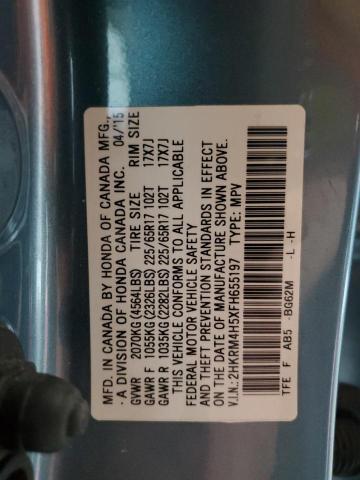 MFD. IN CANADA BY HONDA OF CANADA MFG.,
A DIVISION OF HONDA CANADA INC. 04/'15
GVWR 2070KG(4564LBS) TIRE SIZE RIM SIZE
GAWR F 1055KG(2326LBS) 225/65R17 102T 17X7J
GAWR R 1035KG(2282LBS) 225/65R17 102T 17X7J
THIS VEHICLE CONFORMS TO ALL APPLICABLE
FEDERAL MOTOR VEHICLE SAFETY
AND THEFT PREVENTION STANDARDS IN EFFECT
ON THE DATE OF MANUFACTURE SHOWN ABOVE.
V.I.N.: 2HKRM4H5XFH655197 TYPE: MPV
TFE F AB5 -BG62M -L -H